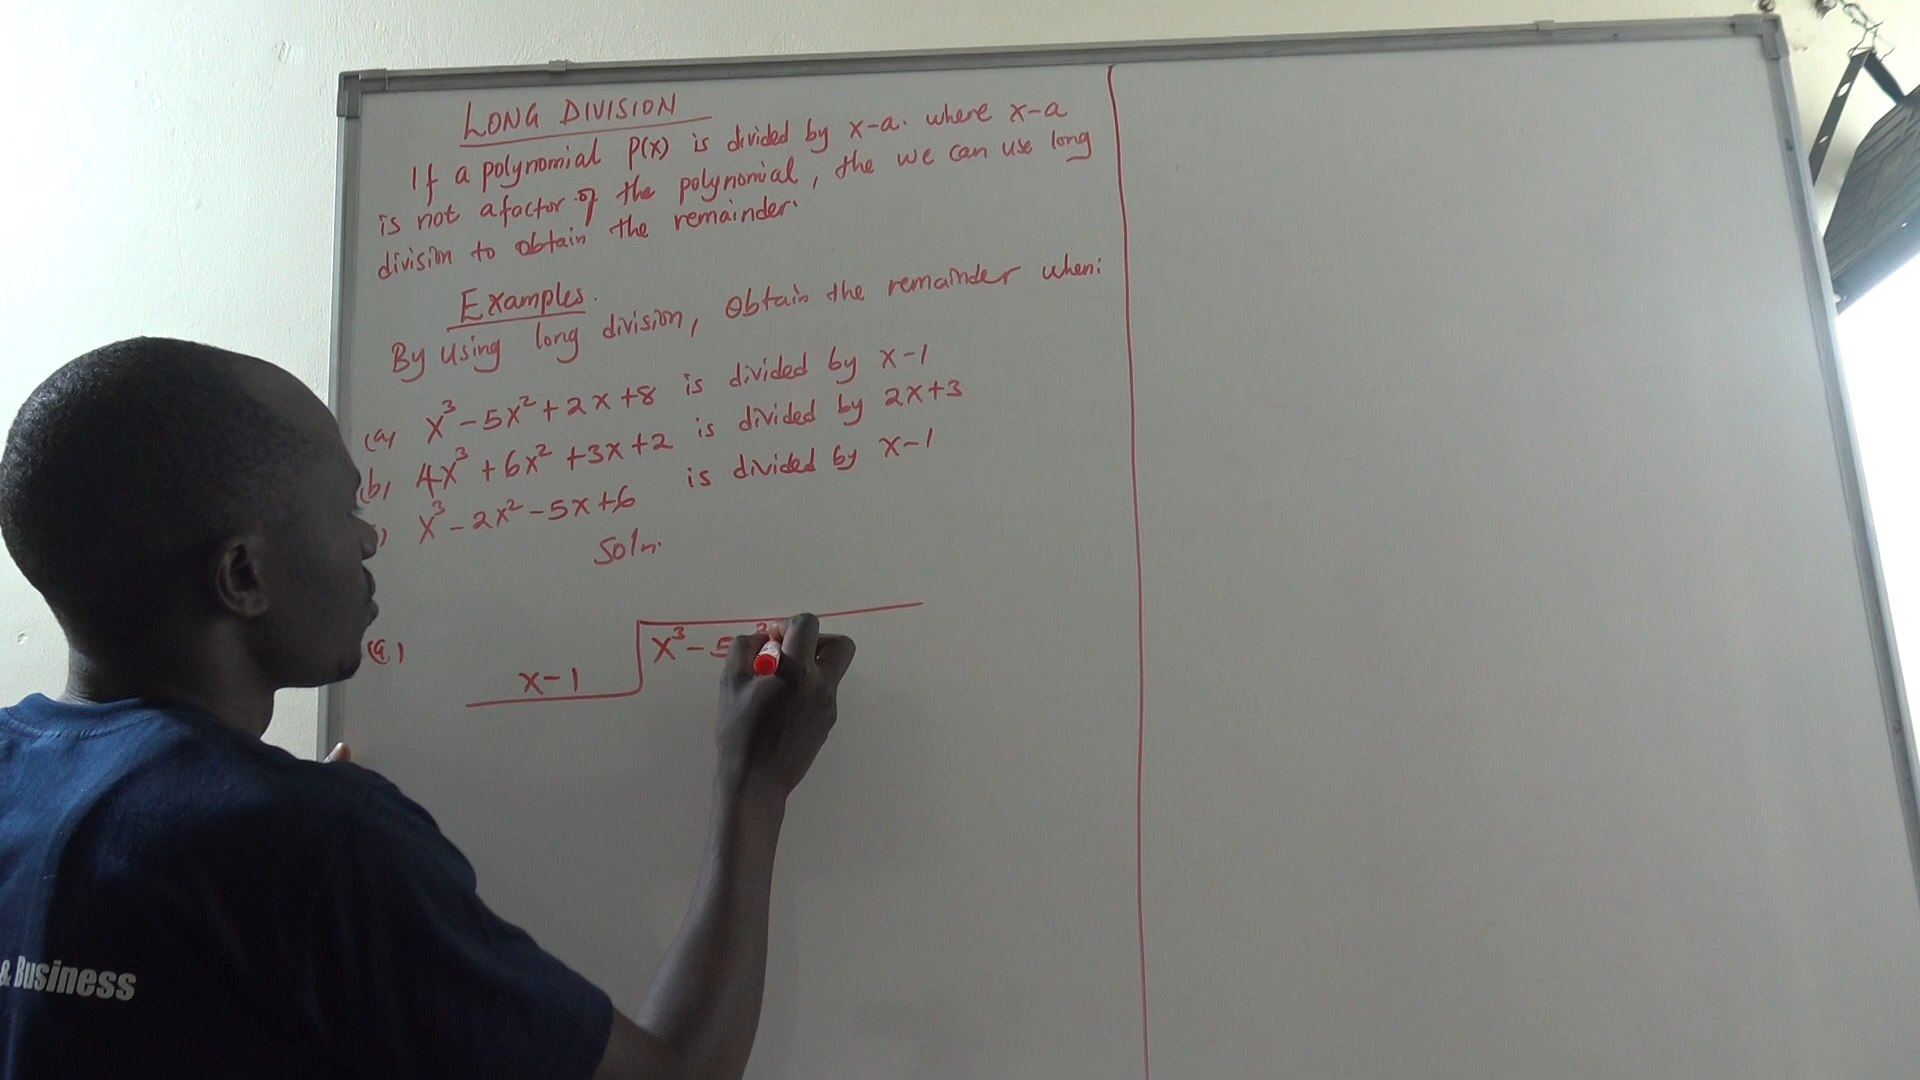 LONG DIVISION
If a polynomial P(x) is divided by x-a. where x-a
is not a factor of the polynomial, the we can use long
division to obtain the remainder.
Examples.
By using long division, obtain the remainder when:
(a) x³-5x²+2x+8 is divided by x-1
(b) 4x³+6x²+3x+2 is divided by 2x+3
) x³-2x²-5x+6 is divided by x-1
Soln.
(a) x-1 x³-5 2
& Business